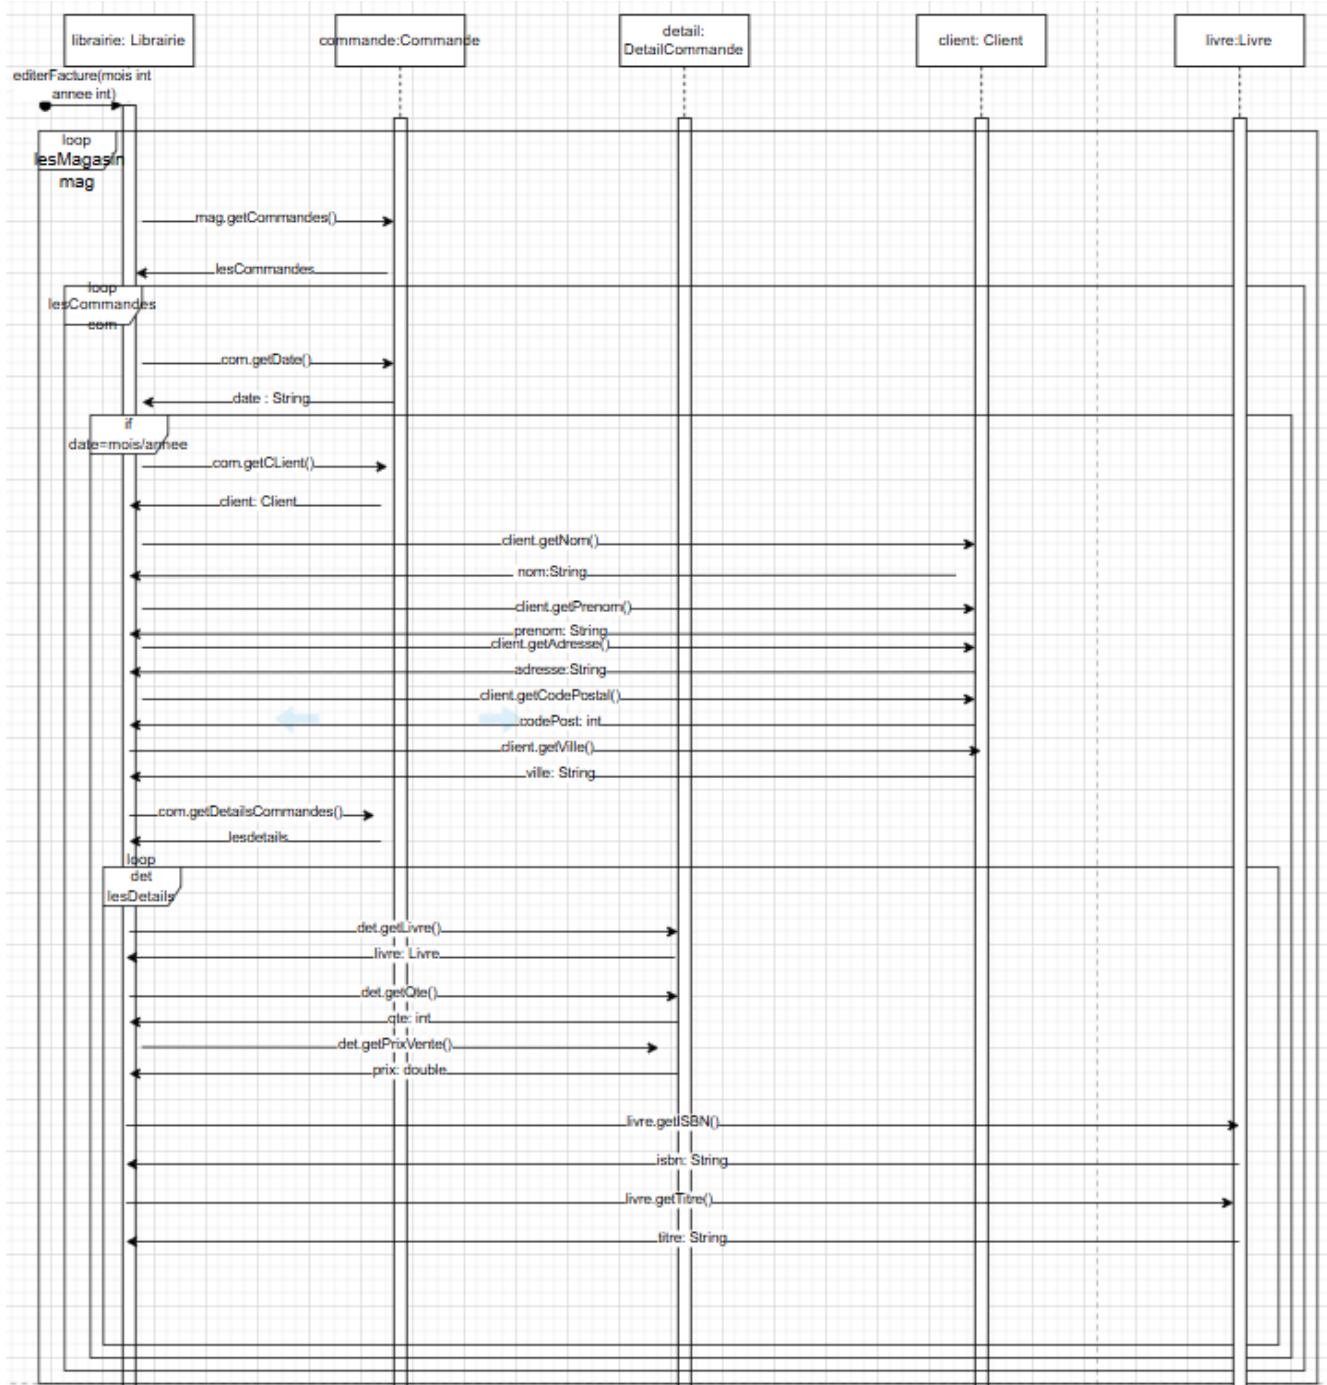 librairie: Librairie
commande:Commande
detail:
DetailCommande
client: Client
livre:Livre
editerFacture(mois int
annee int)
loop
lesMagasin
mag
mag.getCommandes()
lesCommandes
loop
lesCommandes
com
com.getDate()
date : String
if
date=mois/annee
com.getCLient()
client: Client
client.getNom()
nom:String
client.getPrenom()
prenom: String
client.getAdresse()
adresse:String
client.getCodePostal()
codePost: int
client.getVille()
ville: String
com.getDetailsCommandes()
lesdetails
loop
det
lesDetails
det.getLivre()
livre: Livre
det.getQte()
qte: int
det.getPrixVente()
prix: double
livre.getISBN()
isbn: String
livre.getTitre()
titre: String